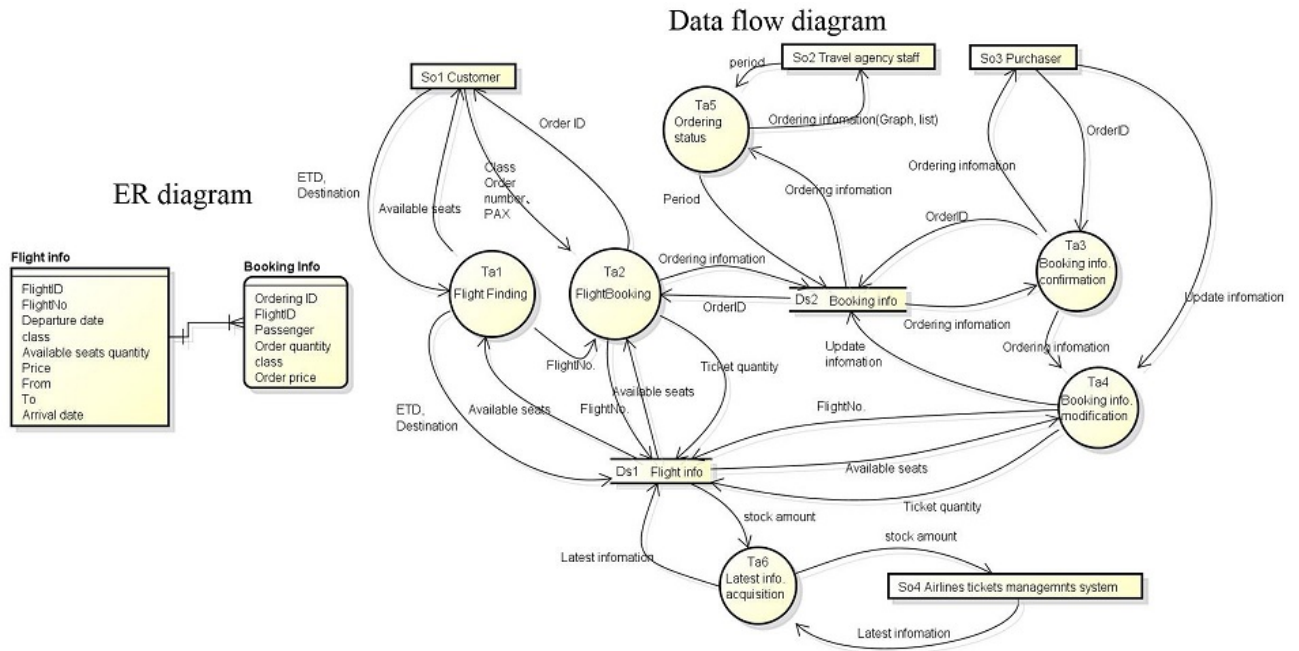 Data flow diagram
So1 Customer
So2 Travel agency staff
So3 Purchaser
period
Ta5
Ordering
status
Ordering infomation(Graph, list)
Order ID
OrderID
Class
Order
number、
PAX
ETD,
Destination
Available seats
Ordering infomation
Ordering infomation
Period
OrderID
ER diagram
Flight info
FlightID
FlightNo
Departure date
class
Available seats quantity
Price
From
To
Arrival date
Booking Info
Ordering ID
FlightID
Passenger
Order quantity
class
Order price
Ta1
Flight Finding
Ta2
FlightBooking
Ordering infomation
Ta3
Booking info.
confirmation
Ds2 Booking info
OrderID
Ordering infomation
Update infomation
FlightNo.
Ticket quantity
Update
infomation
Ordering infomation
Ta4
Booking info.
modification
ETD,
Destination
Available seats
FlightNo.
Available seats
FlightNo.
Ds1 Flight info
Available seats
Ticket quantity
stock amount
Latest infomation
Ta6
Latest info.
acquisition
stock amount
So4 Airlines tickets managemnts system
Latest infomation